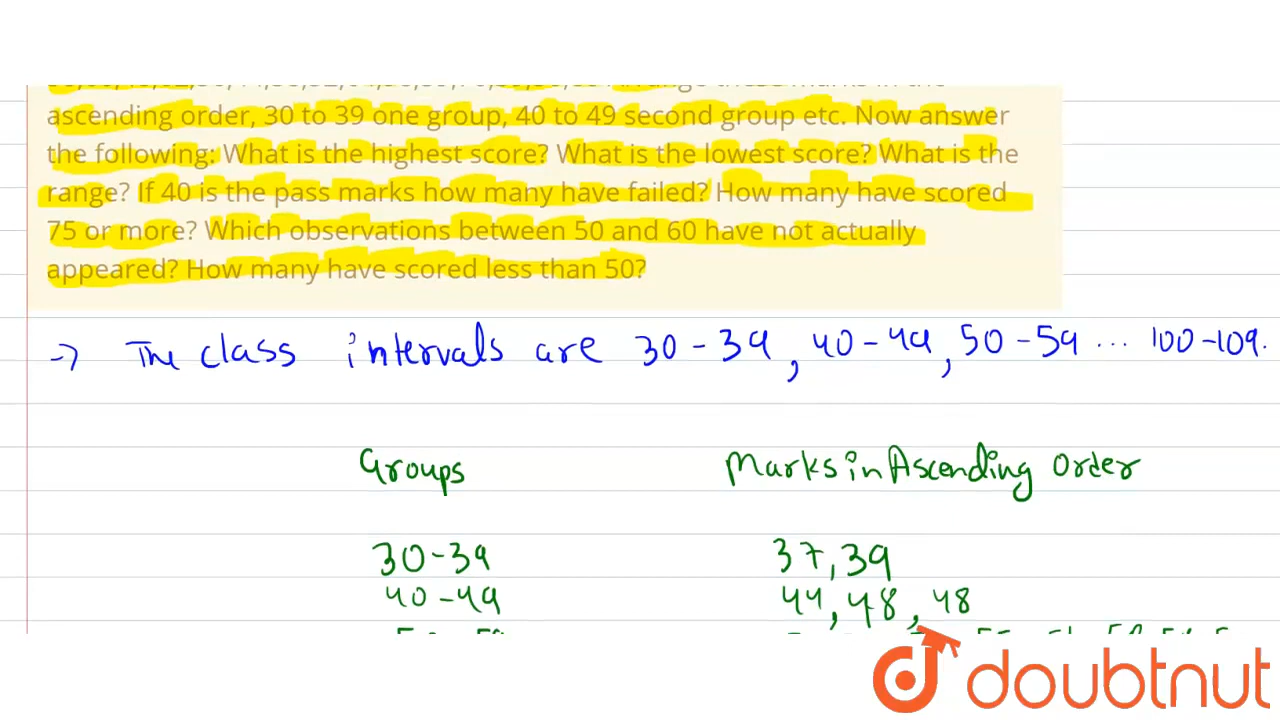 ascending order, 30 to 39 one group, 40 to 49 second group etc. Now answer
the following: What is the highest score? What is the lowest score? What is the
range? If 40 is the pass marks how many have failed? How many have scored
75 or more? Which observations between 50 and 60 have not actually
appeared? How many have scored less than 50?
→ The class intervals are 30-39, 40-49, 50-59 ... 100-109.
Groups Marks in Ascending Order
30-39 37, 39
40-49 44, 48, 48
doubtnut